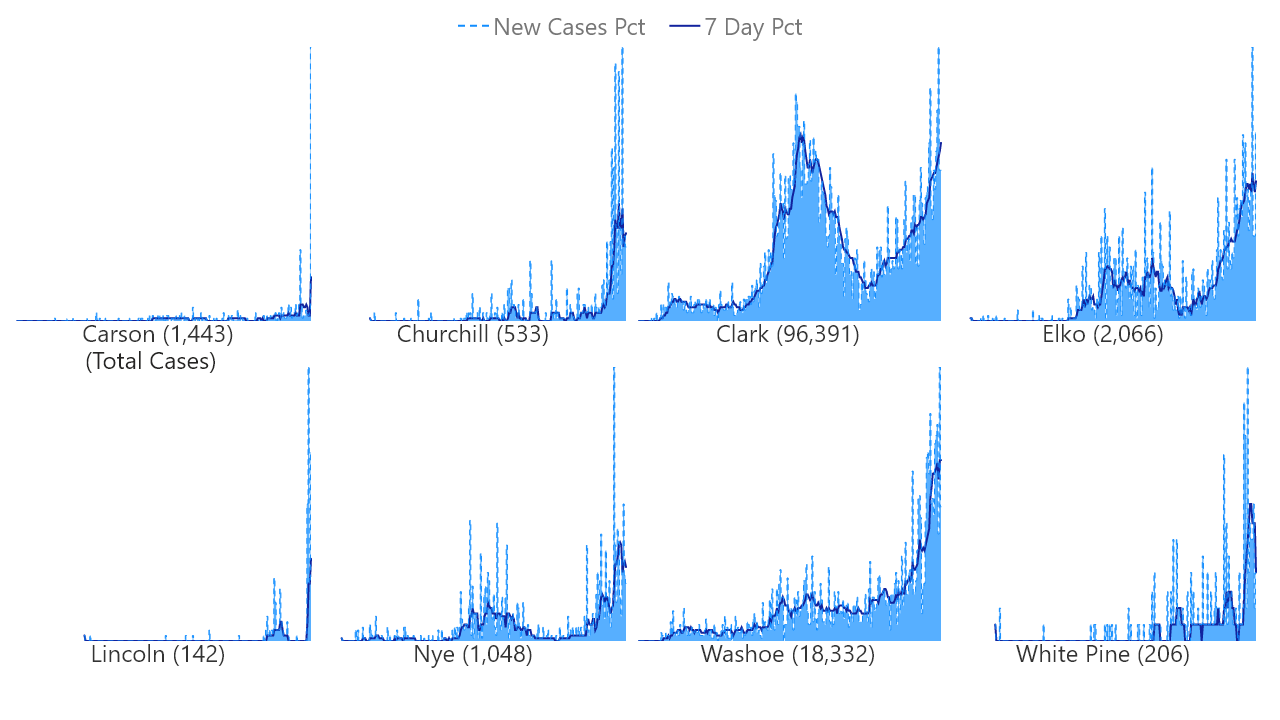 New Cases Pct 7 Day Pct
Carson (1,443)
(Total Cases)
Churchill (533)
Clark (96,391)
Elko (2,066)
Lincoln (142)
Nye (1,048)
Washoe (18,332)
White Pine (206)